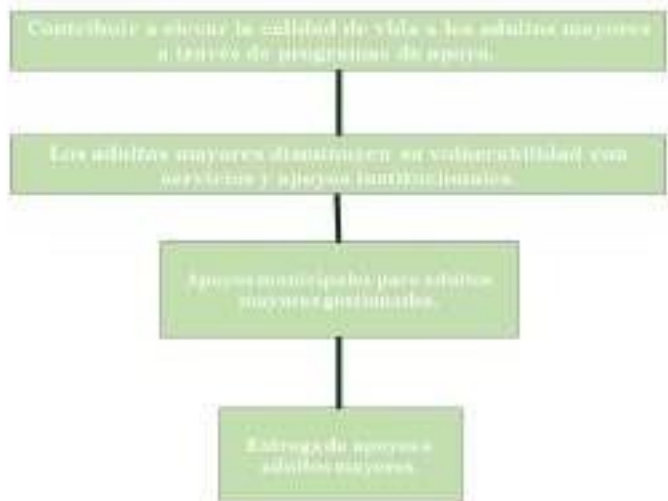 Contribuir a elevar la calidad de vida a los adultos mayores
a través de programas de apoyo.
Los adultos mayores disminuyen su vulnerabilidad con
servicios y apoyos institucionales.
Apoyos municipales para adultos
mayores gestionados.
Entrega de apoyos a
adultos mayores